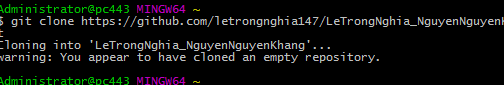 Administrator@pc443 MINGW64 ~
$ git clone https://github.com/letrongnghia147/LeTrongNghia_NguyenNguyenK
t
Cloning into 'LeTrongNghia_NguyenNguyenKhang'...
warning: You appear to have cloned an empty repository.
Administrator@pc443 MINGW64 ~